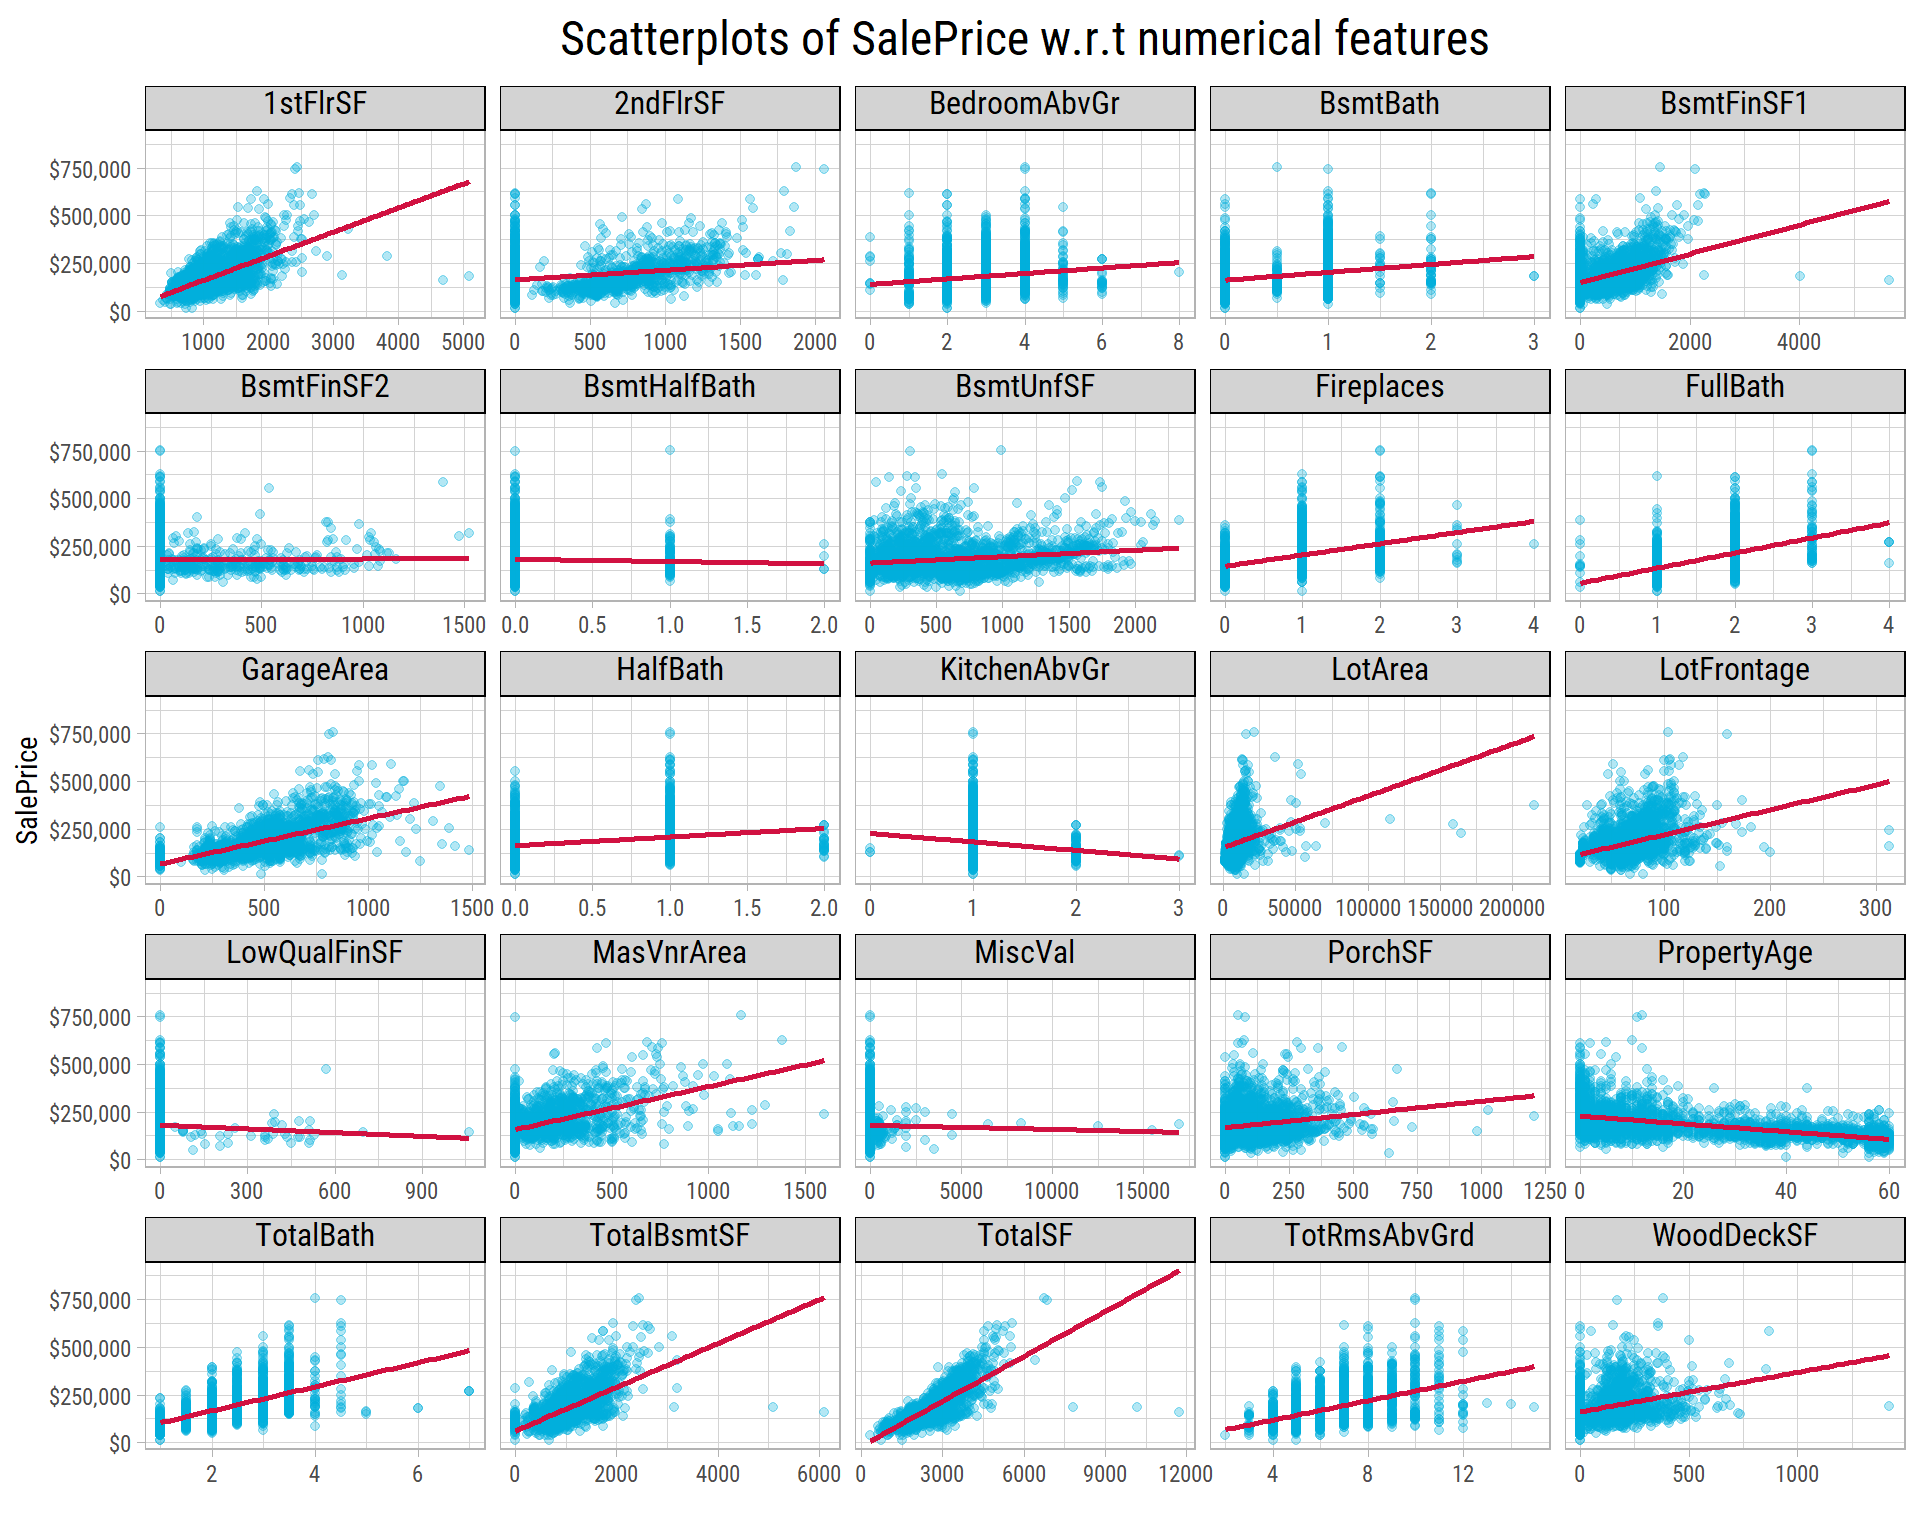 Scatterplots of SalePrice w.r.t numerical features
1stFlrSF 2ndFlrSF BedroomAbvGr BsmtBath BsmtFinSF1
$750,000
$500,000
$250,000
$0
1000 2000 3000 4000 5000 0 500 1000 1500 2000 0 2 4 6 8 0 1 2 3 0 2000 4000
BsmtFinSF2 BsmtHalfBath BsmtUnfSF Fireplaces FullBath
$750,000
$500,000
$250,000
$0
0 500 1000 1500 0.0 0.5 1.0 1.5 2.0 0 500 1000 1500 2000 0 1 2 3 4 0 1 2 3 4
GarageArea HalfBath KitchenAbvGr LotArea LotFrontage
SalePrice
$750,000
$500,000
$250,000
$0
0 500 1000 1500 0.0 0.5 1.0 1.5 2.0 0 1 2 3 0 50000 100000 150000 200000 100 200 300
LowQualFinSF MasVnrArea MiscVal PorchSF PropertyAge
$750,000
$500,000
$250,000
$0
0 300 600 900 0 500 1000 1500 0 5000 10000 15000 0 250 500 750 1000 1250 0 20 40 60
TotalBath TotalBsmtSF TotalSF TotRmsAbvGrd WoodDeckSF
$750,000
$500,000
$250,000
$0
2 4 6 0 2000 4000 6000 0 3000 6000 9000 12000 4 8 12 0 500 1000